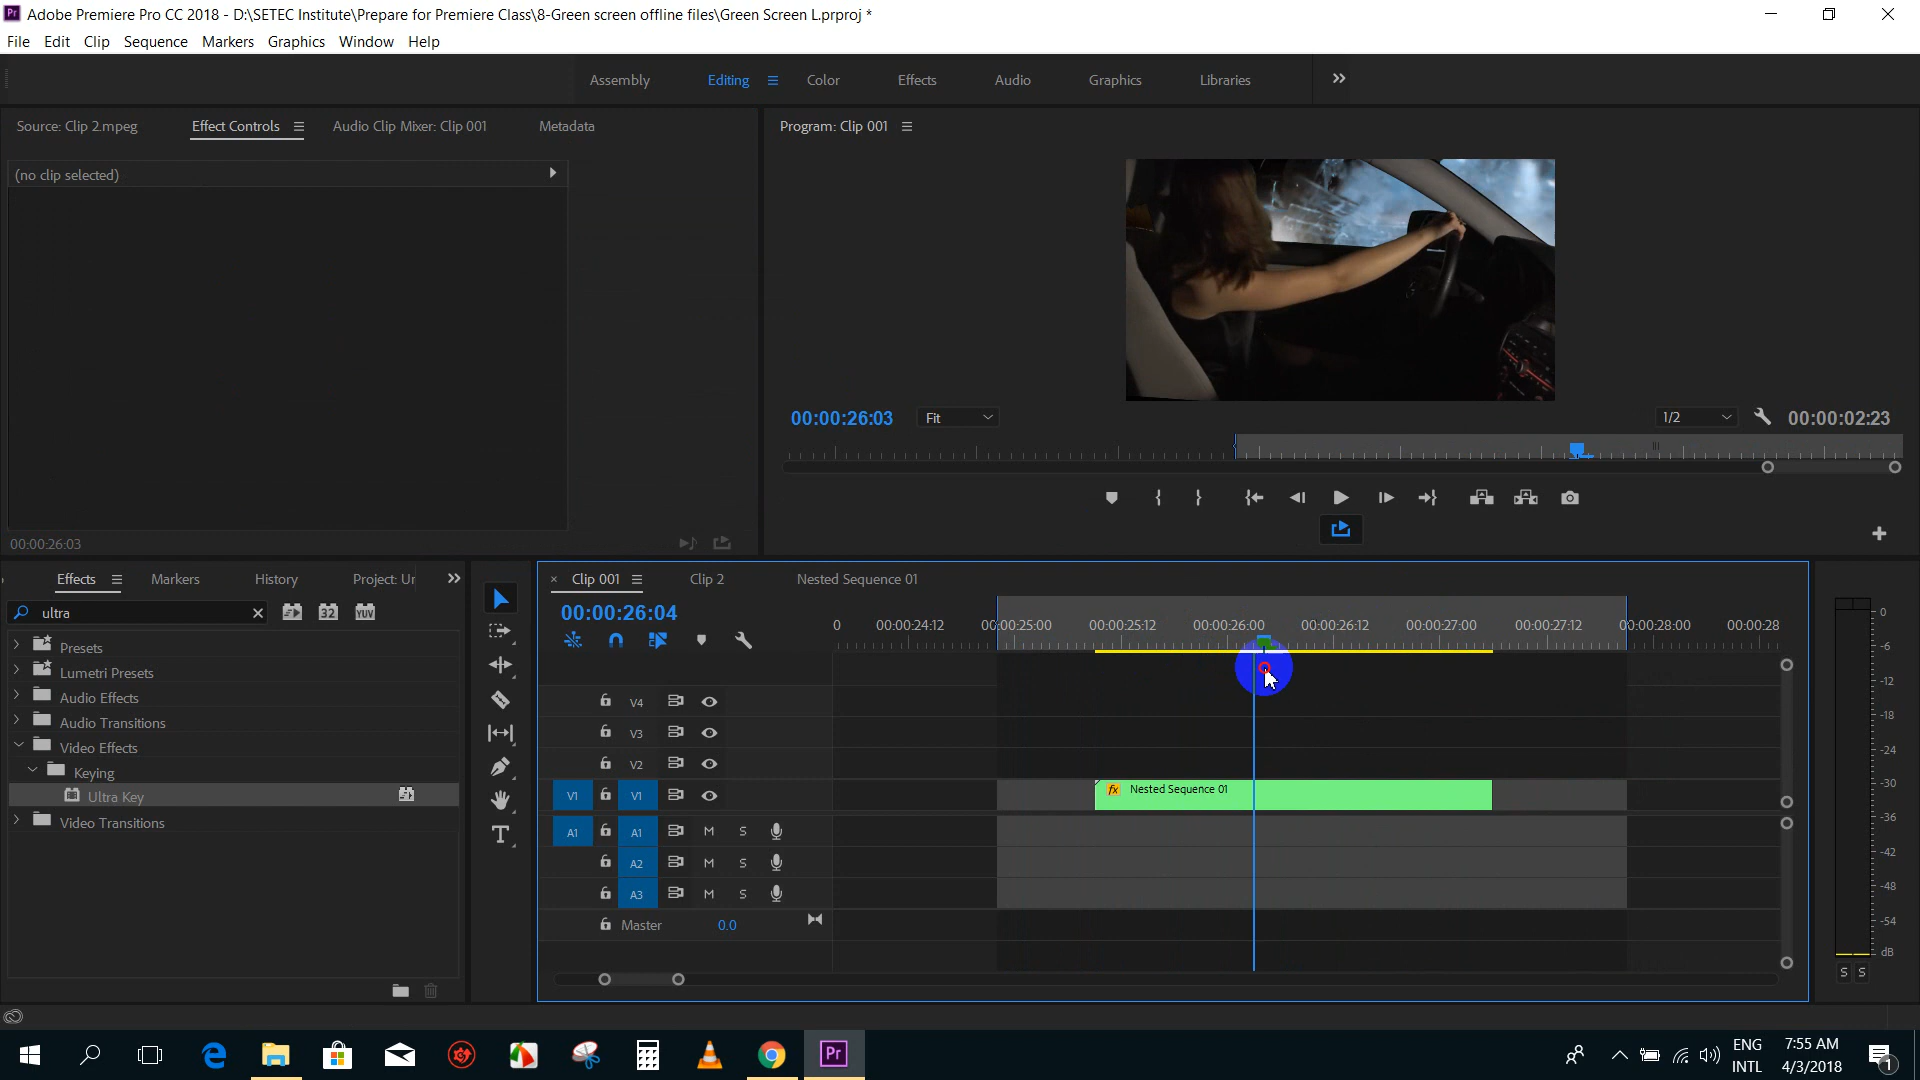 Pr Adobe Premiere Pro CC 2018 - D:\SETEC Institute\Prepare for Premiere Class\8-Green screen offline files\Green Screen L.prproj *
File Edit Clip Sequence Markers Graphics Window Help
Assembly Editing Color Effects Audio Graphics Libraries
Source: Clip 2.mpeg Effect Controls Audio Clip Mixer: Clip 001 Metadata
Program: Clip 001
(no clip selected)
00:00:26:03 Fit 1/2 00:00:02:23
00:00:26:03
Effects Markers History Project: Ur
Clip 001 Clip 2 Nested Sequence 01
ultra 32 YUV
00:00:26:04
0 00:00:24:12 00:00:25:00 00:00:25:12 00:00:26:00 00:00:26:12 00:00:27:00 00:00:27:12 00:00:28:00 00:00:28
Presets
Lumetri Presets
Audio Effects
Audio Transitions
Video Effects
Keying
Ultra Key
Video Transitions
V4
V3
V2
V1 V1 fx Nested Sequence 01
A1 A1 M S
A2 M S
A3 M S
Master 0.0
0
-6
-12
-18
-24
-30
-36
-42
-48
-54
dB
S S
Pr ENG INTL 7:55 AM 4/3/2018 1